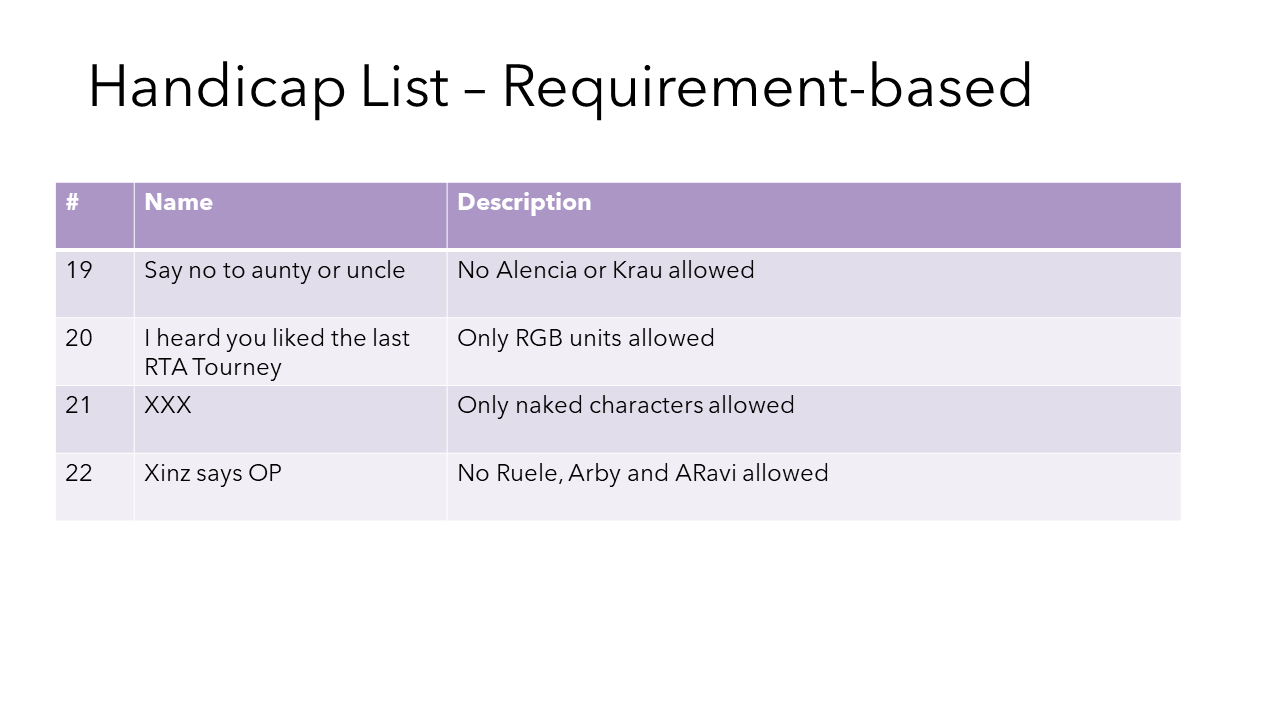 Handicap List – Requirement-based
# Name Description
19 Say no to aunty or uncle No Alencia or Krau allowed
20 I heard you liked the last Only RGB units allowed
RTA Tourney
21 XXX Only naked characters allowed
22 Xinz says OP No Ruele, Arby and ARavi allowed